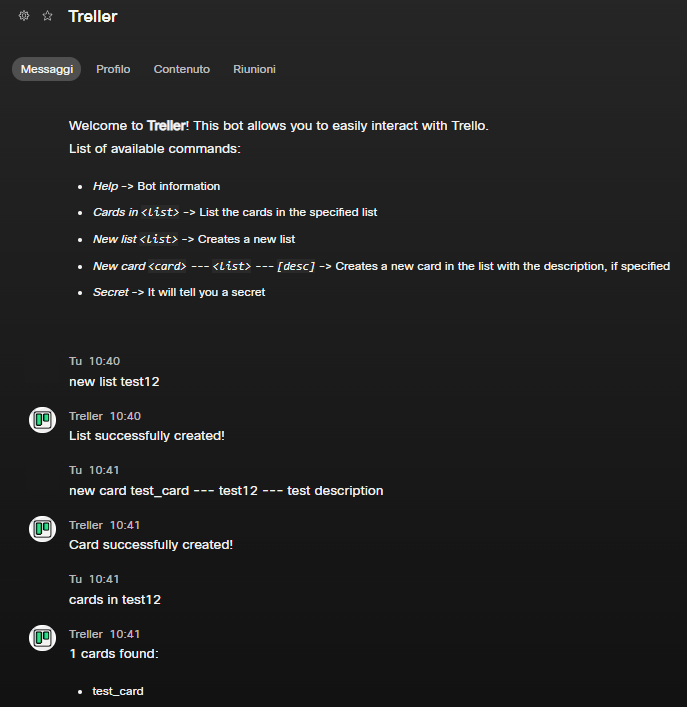 Treller
Messaggi Profilo Contenuto Riunioni
Welcome to Treller! This bot allows you to easily interact with Trello.
List of available commands:
• Help -> Bot information
• Cards in <list> -> List the cards in the specified list
• New list <list> -> Creates a new list
• New card <card> --- <list> --- [desc] -> Creates a new card in the list with the description, if specified
• Secret -> It will tell you a secret
Tu 10:40
new list test12
Treller 10:40
List successfully created!
Tu 10:41
new card test_card --- test12 --- test description
Treller 10:41
Card successfully created!
Tu 10:41
cards in test12
Treller 10:41
1 cards found:
• test_card